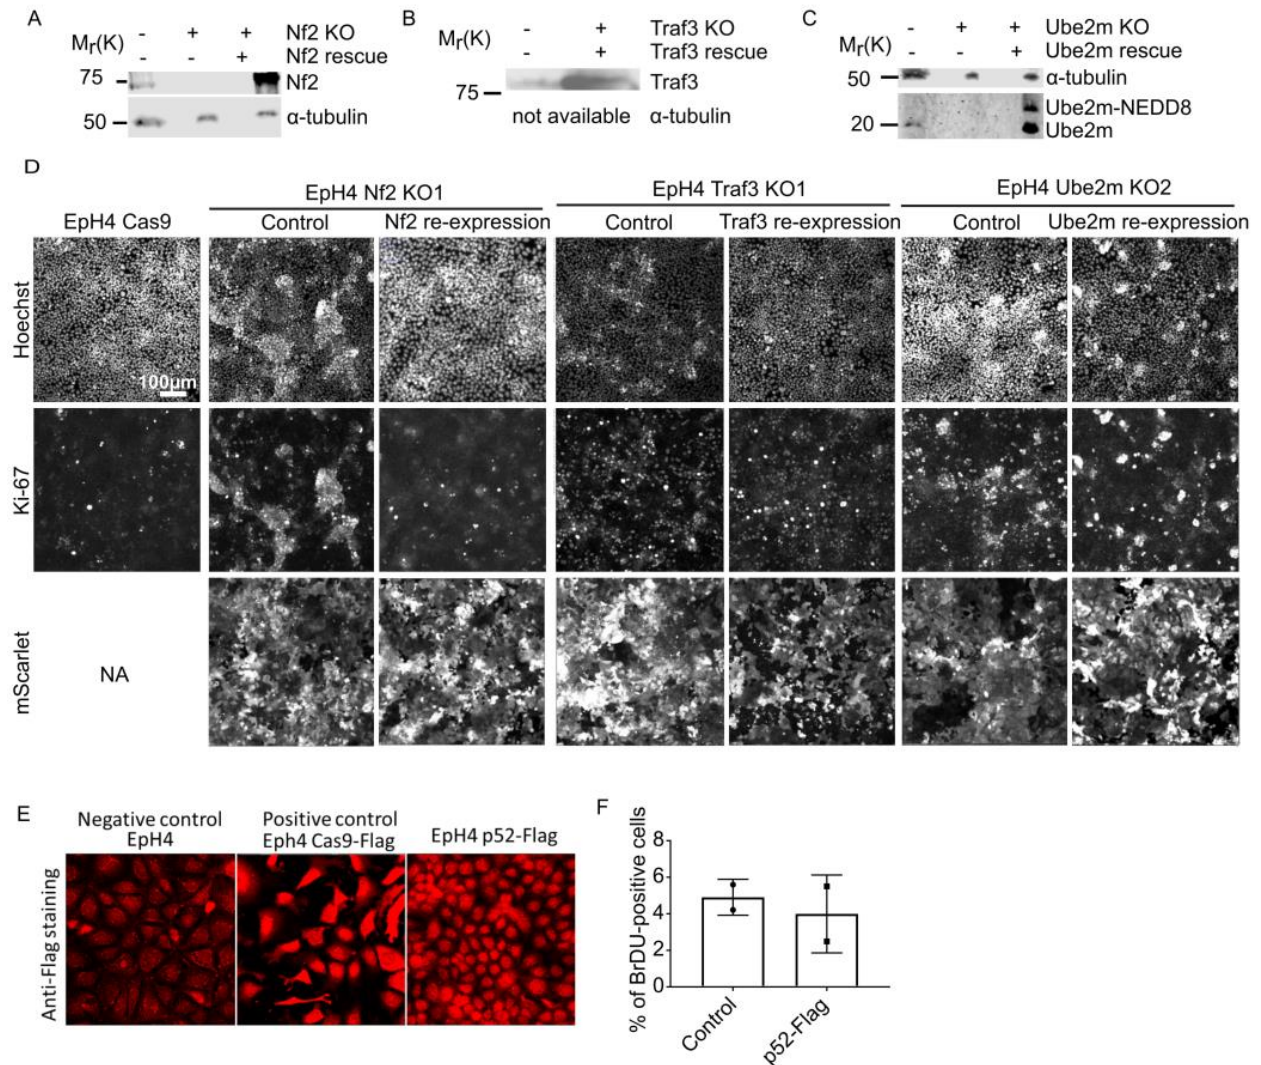 A
- + + Nf2 KO
Mr(K) - - + Nf2 rescue
75 Nf2
50 α-tubulin
B
- + Traf3 KO
Mr(K) - + Traf3 rescue
75 Traf3
not available α-tubulin
C
- + + Ube2m KO
Mr(K) - - + Ube2m rescue
50 α-tubulin
Ube2m-NEDD8
20 Ube2m
D
EpH4 Nf2 KO1 EpH4 Traf3 KO1 EpH4 Ube2m KO2
EpH4 Cas9 Control Nf2 re-expression Control Traf3 re-expression Control Ube2m re-expression
Hoechst
100μm
Ki-67
mScarlet
NA
E
Negative control
EpH4
Positive control
Eph4 Cas9-Flag
EpH4 p52-Flag
Anti-Flag staining
F
% of BrDU-positive cells
8
6
4
2
0
Control
p52-Flag